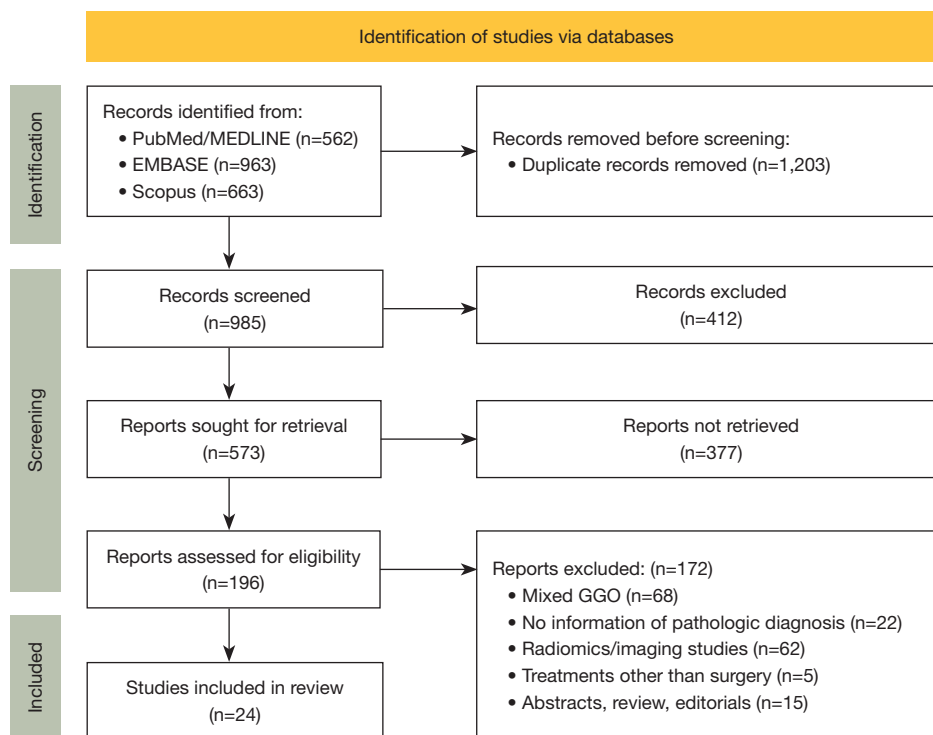 Identification of studies via databases
Identification
Records identified from:
• PubMed/MEDLINE (n=562)
• EMBASE (n=963)
• Scopus (n=663)
Records removed before screening:
• Duplicate records removed (n=1,203)
Screening
Records screened
(n=985)
Records excluded
(n=412)
Reports sought for retrieval
(n=573)
Reports not retrieved
(n=377)
Reports assessed for eligibility
(n=196)
Reports excluded: (n=172)
• Mixed GGO (n=68)
• No information of pathologic diagnosis (n=22)
• Radiomics/imaging studies (n=62)
• Treatments other than surgery (n=5)
• Abstracts, review, editorials (n=15)
Included
Studies included in review
(n=24)